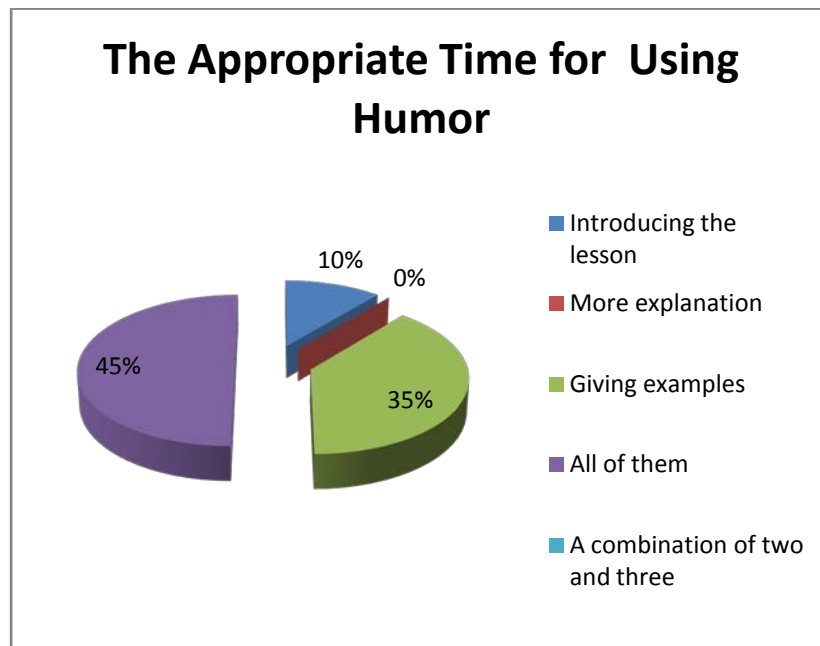 The Appropriate Time for Using
Humor
10%
0%
35%
45%
Introducing the
lesson
More explanation
Giving examples
All of them
A combination of two
and three